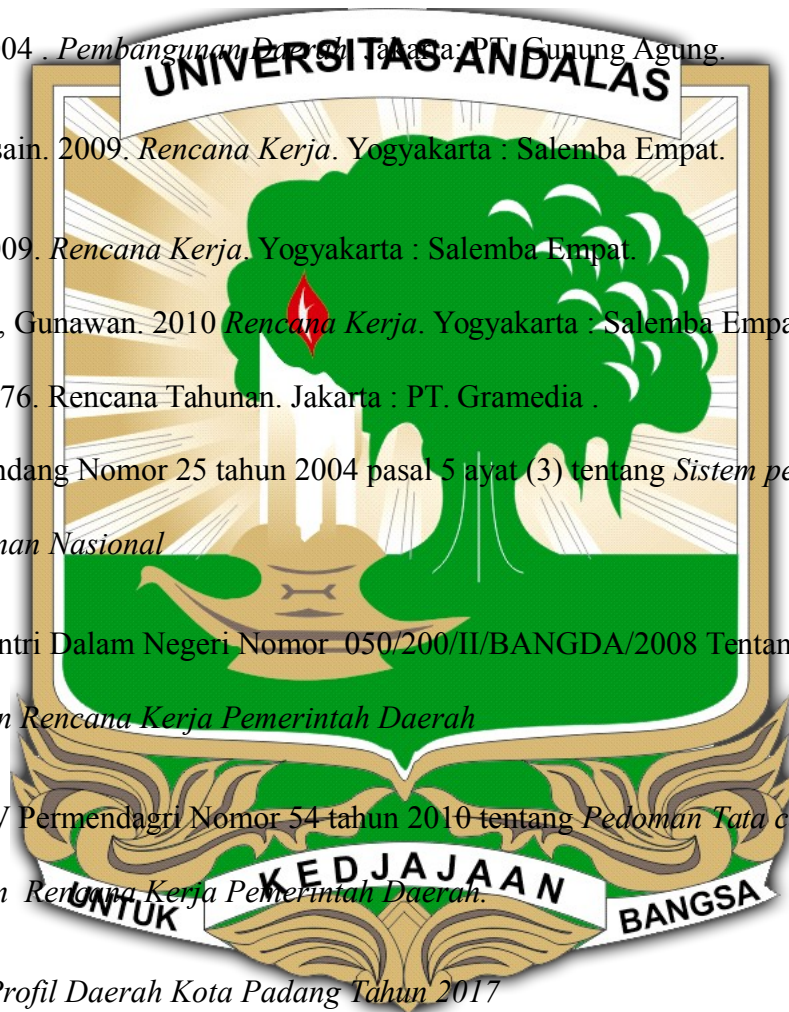 04 . Pembangunan Daerah. Jakarta: PT. Gunung Agung.
UNIVERSITAS ANDALAS
sain. 2009. Rencana Kerja. Yogyakarta : Salemba Empat.
09. Rencana Kerja. Yogyakarta : Salemba Empat.
, Gunawan. 2010 Rencana Kerja. Yogyakarta : Salemba Empa
76. Rencana Tahunan. Jakarta : PT. Gramedia .
ndang Nomor 25 tahun 2004 pasal 5 ayat (3) tentang Sistem pe
nan Nasional
ntri Dalam Negeri Nomor 050/200/II/BANGDA/2008 Tentan
n Rencana Kerja Pemerintah Daerah
V Permendagri Nomor 54 tahun 2010 tentang Pedoman Tata c
n Rencana Kerja Pemerintah Daerah.
UNTUK KEDJAJAAN BANGSA
Profil Daerah Kota Padang Tahun 2017